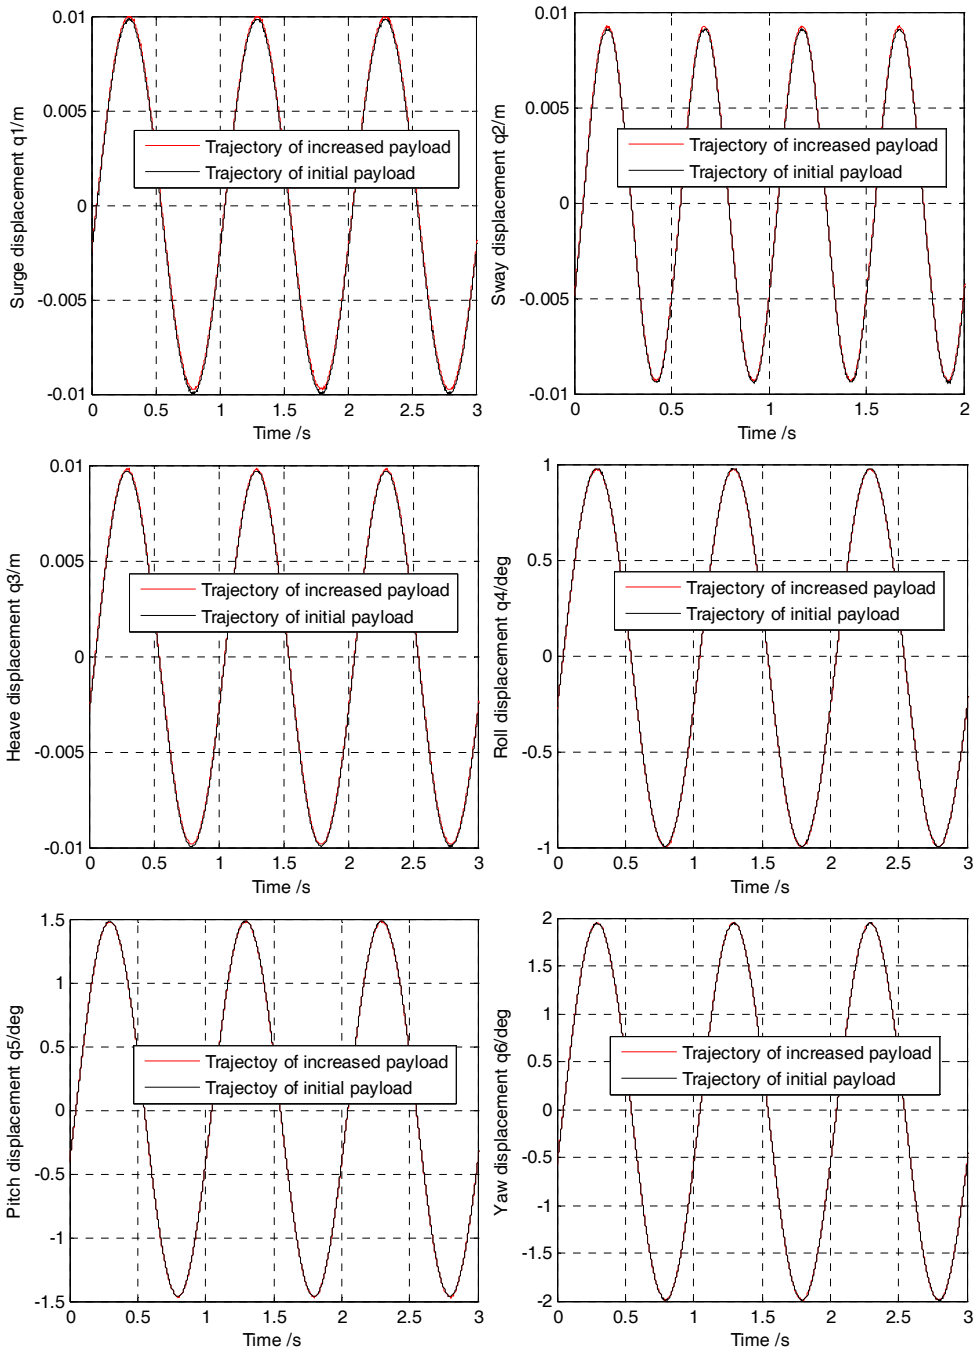 0.01
0.005
0
-0.005
-0.01
Surge displacement q1/m
Trajectory of increased payload
Trajectory of initial payload
0 0.5 1 1.5 2 2.5 3
Time /s
0.01
0.005
0
-0.005
-0.01
Sway displacement q2/m
Trajectory of increased payload
Trajectory of initial payload
0 0.5 1 1.5 2
Time /s
0.01
0.005
0
-0.005
-0.01
Heave displacement q3/m
Trajectory of increased payload
Trajectory of initial payload
0 0.5 1 1.5 2 2.5 3
Time /s
1
0.5
0
-0.5
-1
Roll displacement q4/deg
Trajectory of increased payload
Trajectory of initial payload
0 0.5 1 1.5 2 2.5 3
Time /s
1.5
1
0.5
0
-0.5
-1
-1.5
Pitch displacement q5/deg
Trajectoy of increased payload
Trajectoy of initial payload
0 0.5 1 1.5 2 2.5 3
Time /s
2
1.5
1
0.5
0
-0.5
-1
-1.5
-2
Yaw displacement q6/deg
Trajectory of increased payload
Trajectory of initial payload
0 0.5 1 1.5 2 2.5 3
Time /s